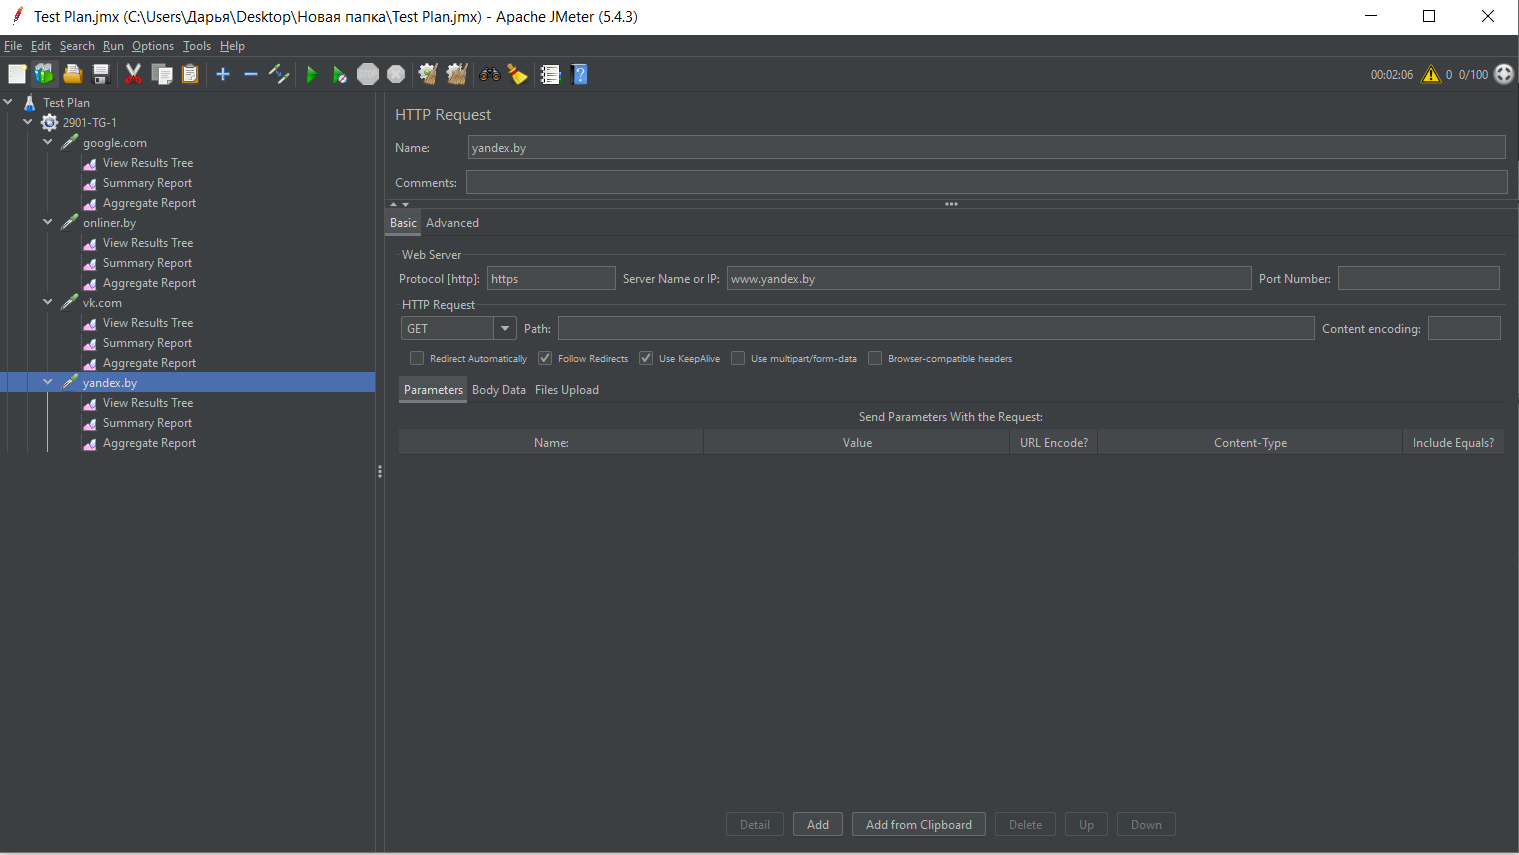 Test Plan.jmx (C:\Users\Дарья\Desktop\Новая папка\Test Plan.jmx) - Apache JMeter (5.4.3)
File Edit Search Run Options Tools Help
STOP
00:02:06 0 0/100
Test Plan
2901-TG-1
google.com
View Results Tree
Summary Report
Aggregate Report
onliner.by
View Results Tree
Summary Report
Aggregate Report
vk.com
View Results Tree
Summary Report
Aggregate Report
yandex.by
View Results Tree
Summary Report
Aggregate Report
HTTP Request
Name: yandex.by
Comments:
Basic Advanced
Web Server
Protocol [http]: https Server Name or IP: www.yandex.by Port Number:
HTTP Request
GET Path: Content encoding:
Redirect Automatically Follow Redirects Use KeepAlive Use multipart/form-data Browser-compatible headers
Parameters Body Data Files Upload
Send Parameters With the Request:
Name: Value URL Encode? Content-Type Include Equals?
Detail Add Add from Clipboard Delete Up Down